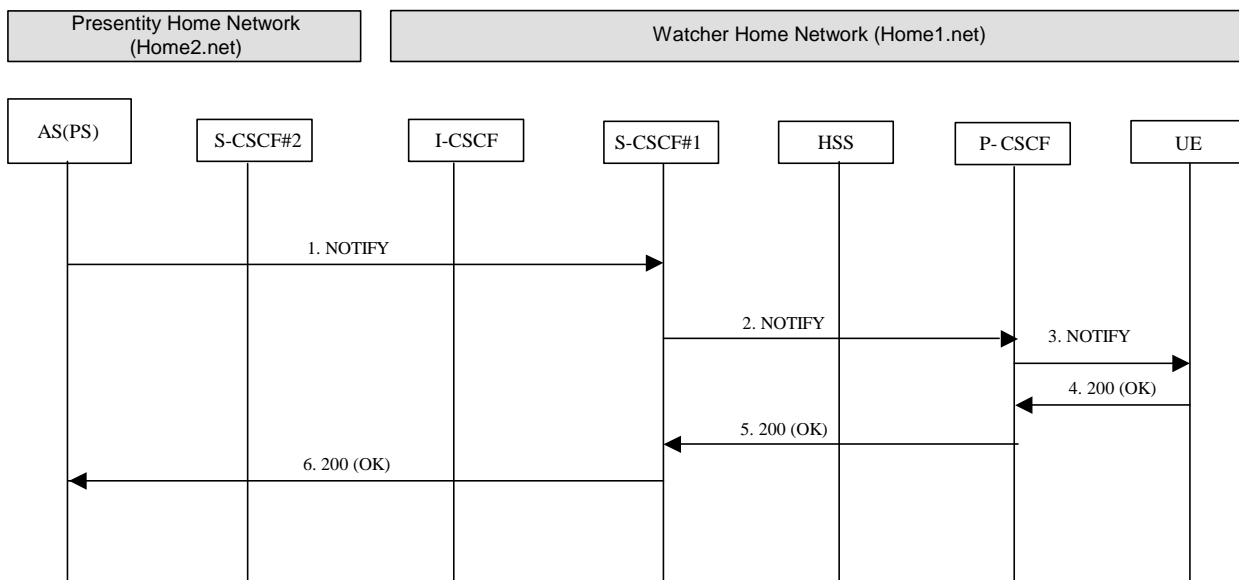 Presentity Home Network
(Home2.net)
Watcher Home Network (Home1.net)
AS(PS)
S-CSCF#2
I-CSCF
S-CSCF#1
HSS
P- CSCF
UE
1. NOTIFY
2. NOTIFY
3. NOTIFY
4. 200 (OK)
5. 200 (OK)
6. 200 (OK)